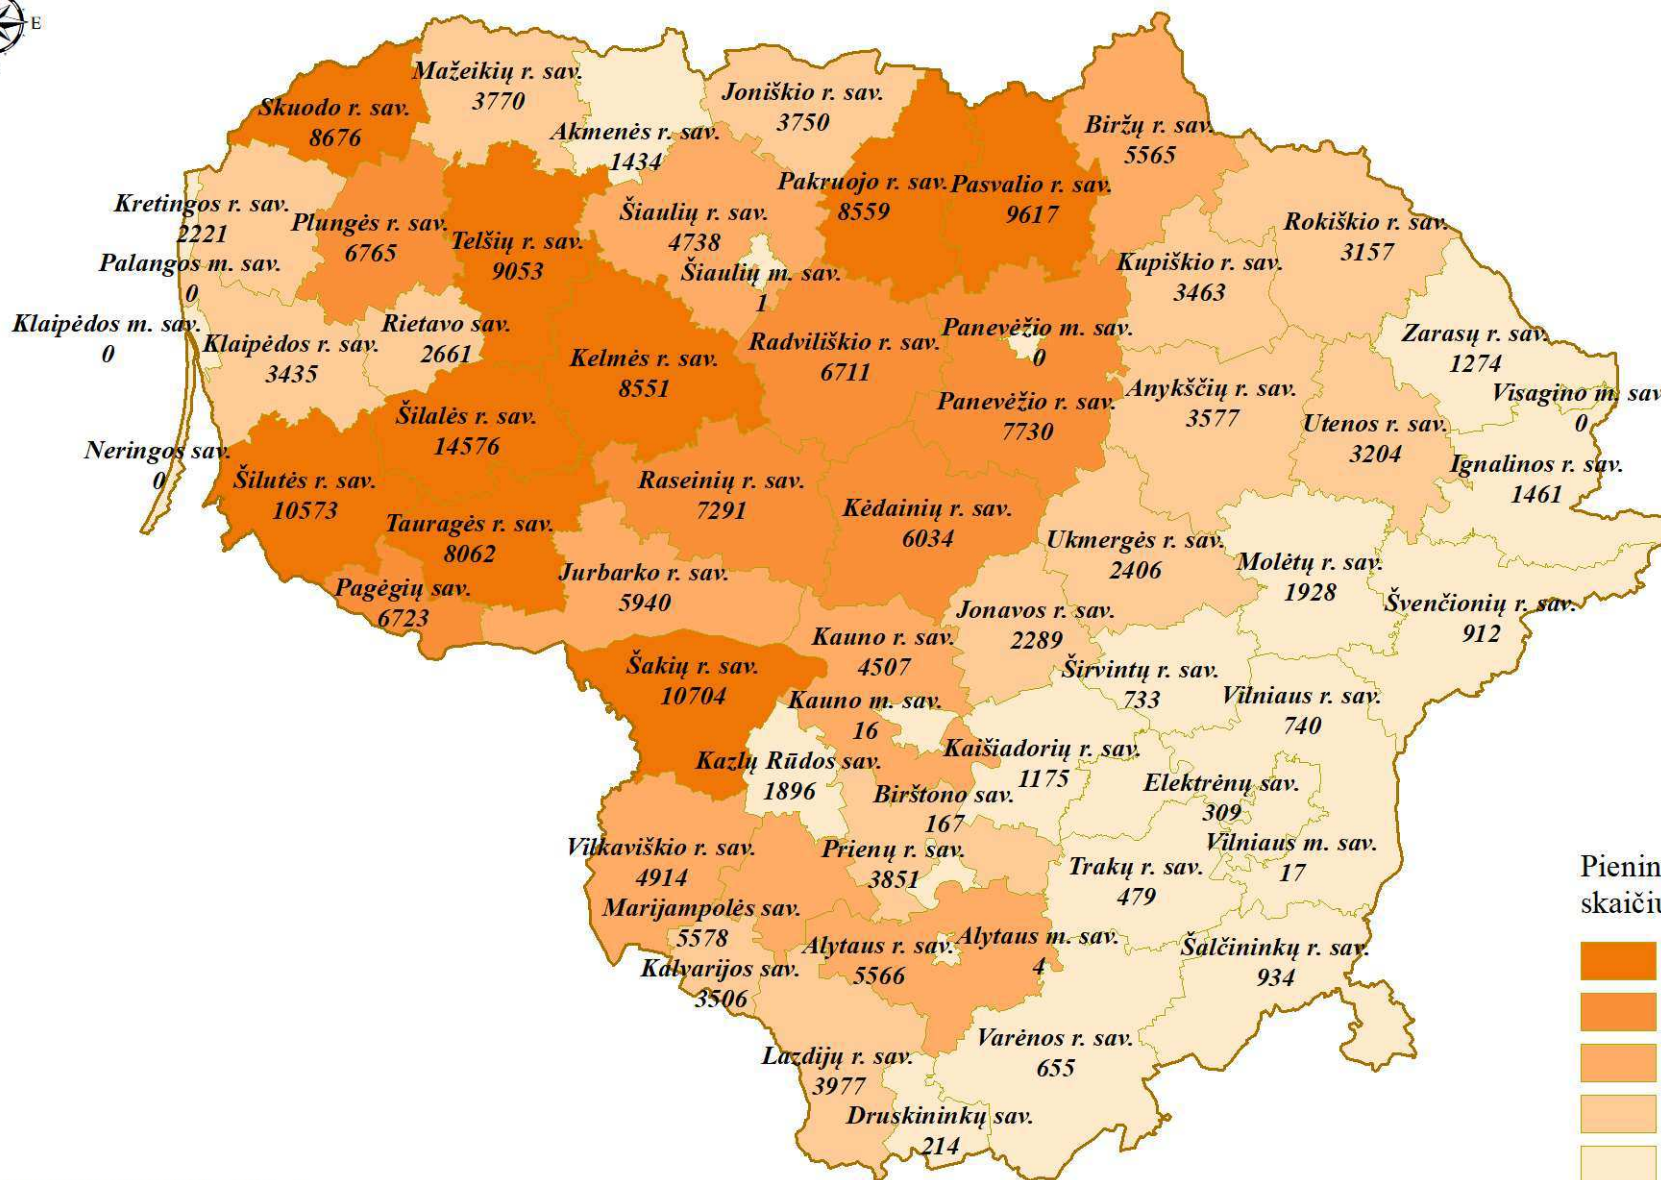 E
Mažeikių r. sav.
3770
Skuodo r. sav.
8676
Akmenės r. sav.
1434
Joniškio r. sav.
3750
Biržų r. sav.
5565
Kretingos r. sav.
2221
Plungės r. sav.
6765
Telšių r. sav.
9053
Šiaulių r. sav.
4738
Pakruojo r. sav.
8559
Pasvalio r. sav.
9617
Rokiškio r. sav.
3157
Palangos m. sav.
0
Šiaulių m. sav.
1
Kupiškio r. sav.
3463
Klaipėdos m. sav.
0
Klaipėdos r. sav.
3435
Rietavo sav.
2661
Kelmės r. sav.
8551
Radviliškio r. sav.
6711
Panevėžio m. sav.
0
Zarasų r. sav.
1274
Visagino m. sav
0
Šilalės r. sav.
14576
Panevėžio r. sav.
7730
Anykščių r. sav.
3577
Utenos r. sav.
3204
Neringos sav.
0
Šilutės r. sav.
10573
Raseinių r. sav.
7291
Ignalinos r. sav.
1461
Tauragės r. sav.
8062
Kėdainių r. sav.
6034
Ukmergės r. sav.
2406
Molėtų r. sav.
1928
Pagėgių sav.
6723
Jurbarko r. sav.
5940
Jonavos r. sav.
2289
Švenčionių r. sav.
912
Šakių r. sav.
10704
Kauno r. sav.
4507
Širvintų r. sav.
733
Vilniaus r. sav.
740
Kauno m. sav.
16
Kazlų Rūdos sav.
1896
Kaišiadorių r. sav.
1175
Birštono sav.
167
Elektrėnų sav.
309
Vilkaviškio r. sav.
4914
Prienų r. sav.
3851
Trakų r. sav.
479
Vilniaus m. sav.
17
Pienin
skaičiu
Marijampolės sav.
5578
Alytaus r. sav.
5566
Alytaus m. sav.
4
Šalčininkų r. sav.
934
Kalvarijos sav.
3506
Lazdijų r. sav.
3977
Varėnos r. sav.
655
Druskininkų sav.
214